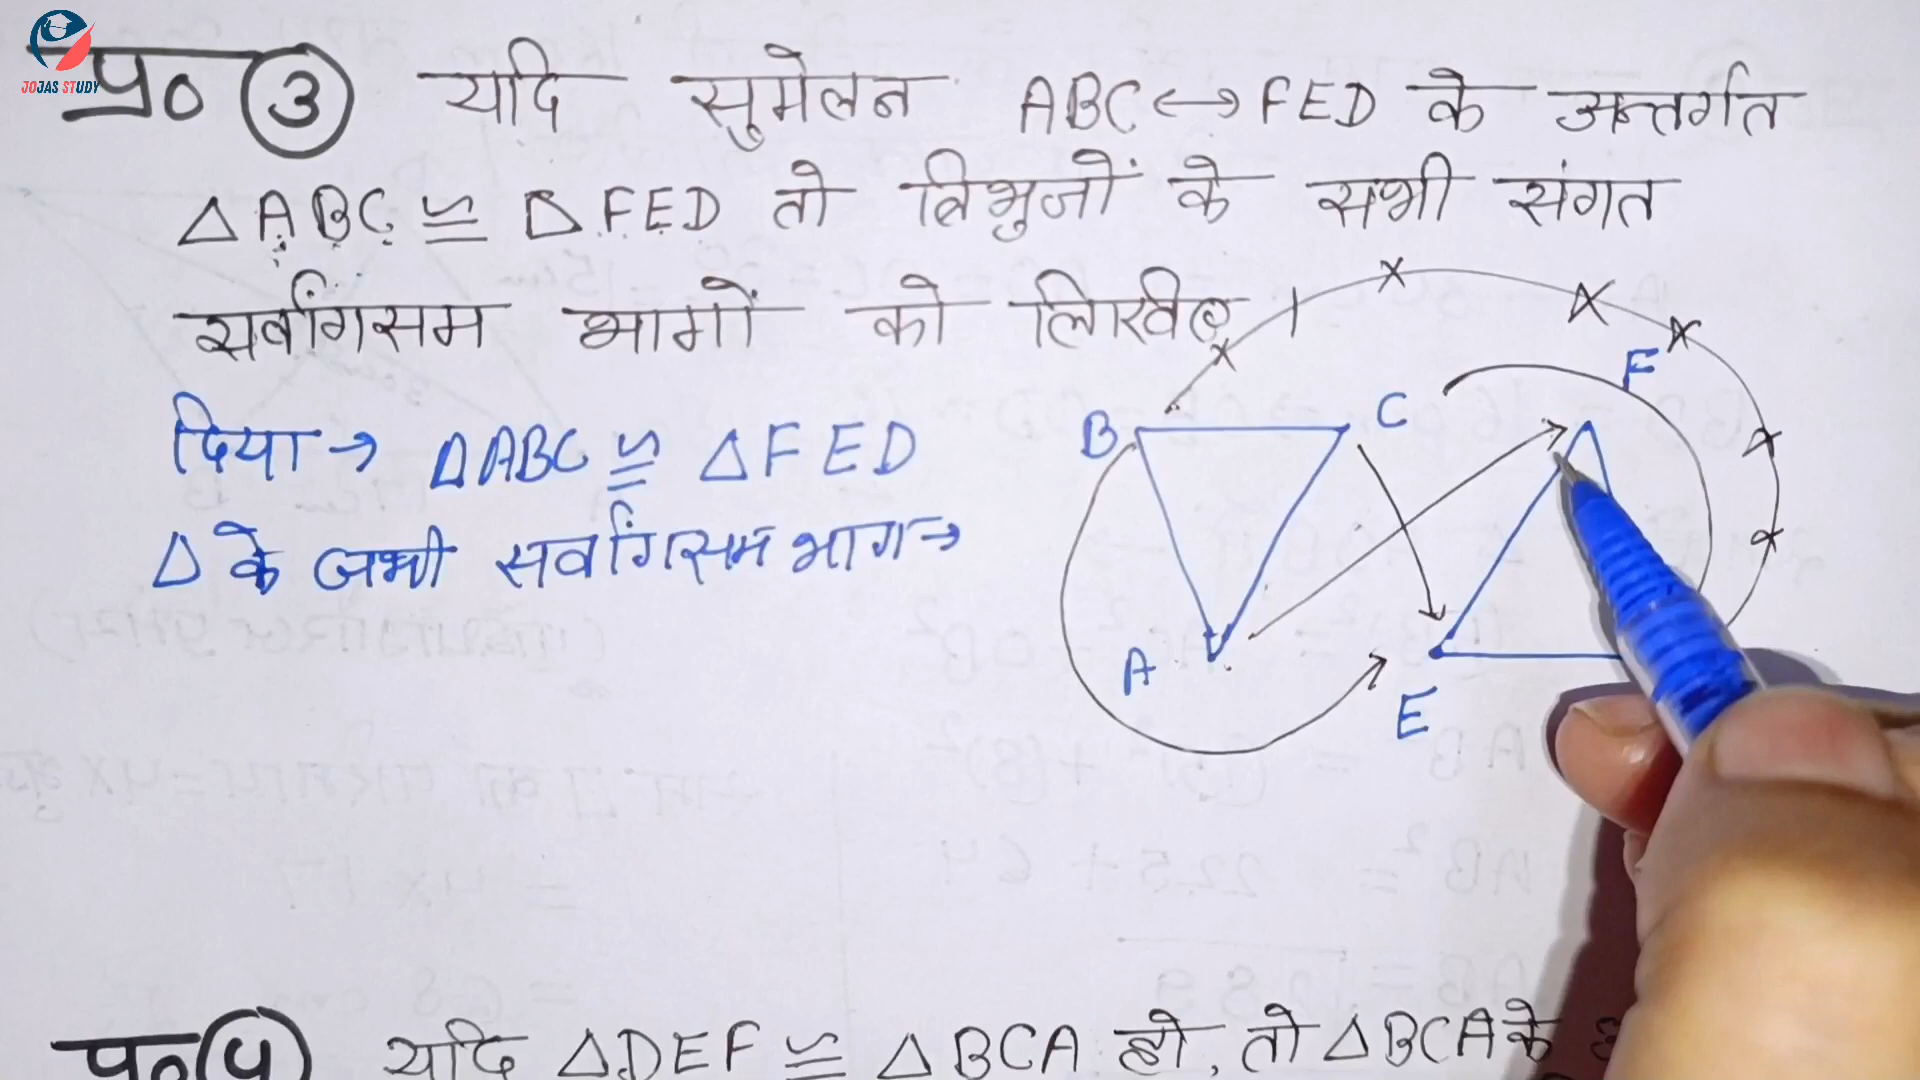 JOJAS STUDY
प्र० ③ यदि सुमेलन ABC ↔ FED के अन्तर्गत
△ABC ≅ △FED तो त्रिभुजों के सभी संगत
सर्वांगसम भागों को लिखिए।
दिया → △ABC ≅ △FED
△ के सभी सर्वांगसम भाग →
B C F
A E
प्र० यदि △DEF ≅ △BCA हो, तो △BCA के